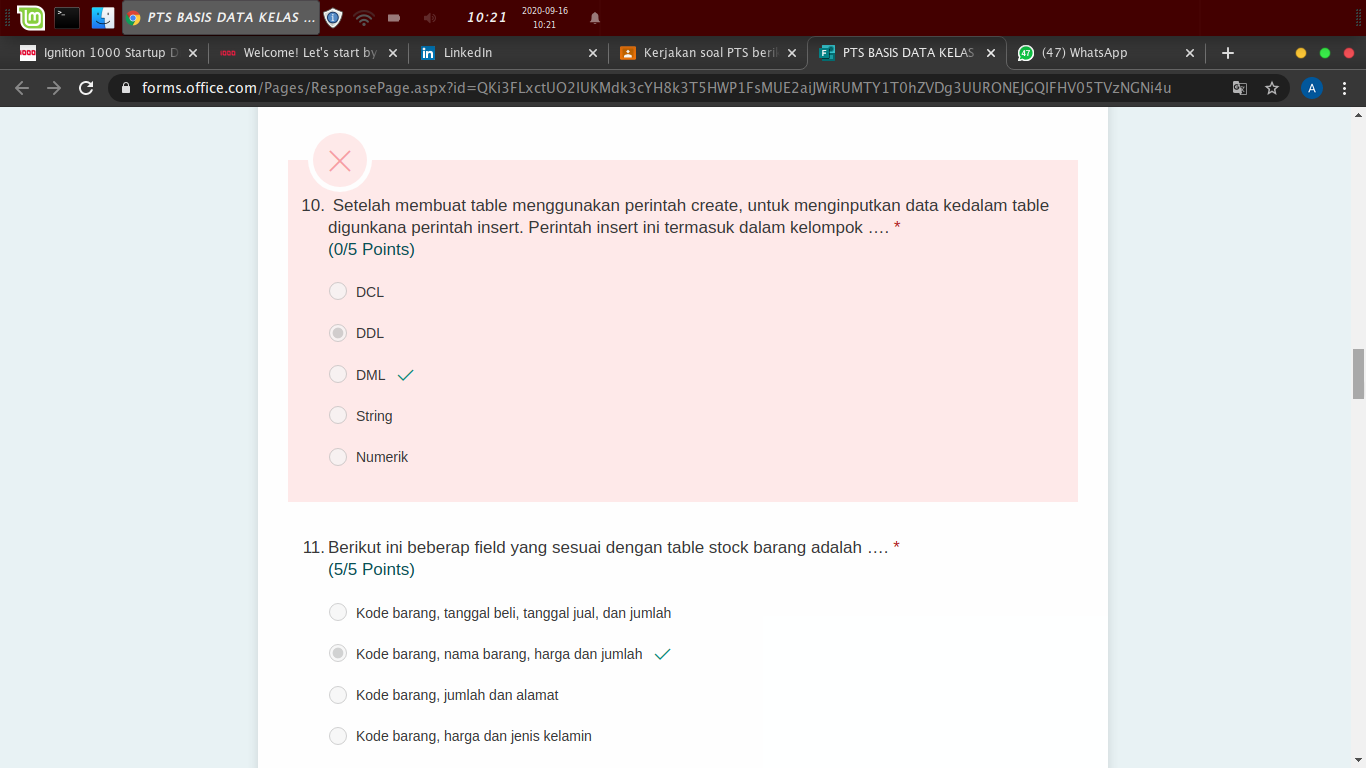 PTS BASIS DATA KELAS ...
10:21
2020-09-16
10:21
Ignition 1000 Startup D
Welcome! Let's start by
LinkedIn
Kerjakan soal PTS beri
PTS BASIS DATA KELAS
(47) WhatsApp
forms.office.com/Pages/ResponsePage.aspx?id=QKi3FLxctUO2IUKMdk3cYH8k3T5HWP1FsMUE2aiJWiRUMTY1T0hZVDg3UURONEJGQlFHV05TVzNGNi4u
A
10. Setelah membuat table menggunakan perintah create, untuk menginputkan data kedalam table
digunkana perintah insert. Perintah insert ini termasuk dalam kelompok .... *
(0/5 Points)
DCL
DDL
DML
String
Numerik
11. Berikut ini beberap field yang sesuai dengan table stock barang adalah .... *
(5/5 Points)
Kode barang, tanggal beli, tanggal jual, dan jumlah
Kode barang, nama barang, harga dan jumlah
Kode barang, jumlah dan alamat
Kode barang, harga dan jenis kelamin